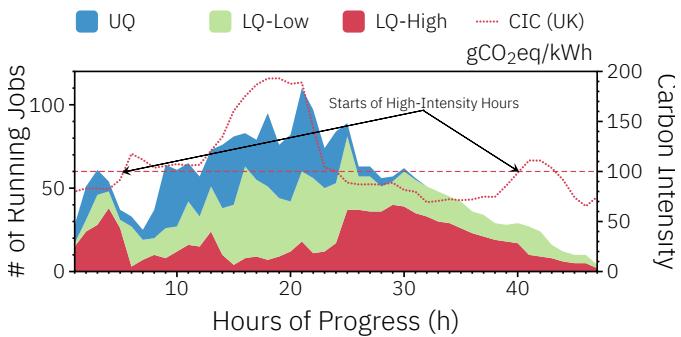 UQ LQ-Low LQ-High CIC (UK)
gCO₂eq/kWh
# of Running Jobs
100
50
0
Starts of High-Intensity Hours
200
150
100
50
0
Carbon Intensity
10 20 30 40
Hours of Progress (h)